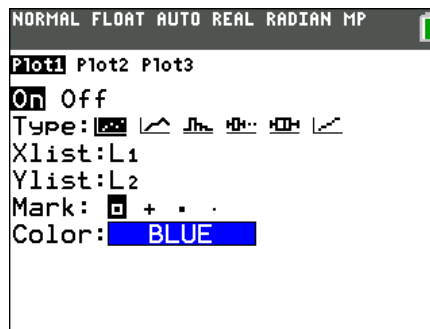 NORMAL FLOAT AUTO REAL RADIAN MP
Plot1 Plot2 Plot3
On Off
Type:
Xlist:L1
Ylist:L2
Mark: + . .
Color: BLUE